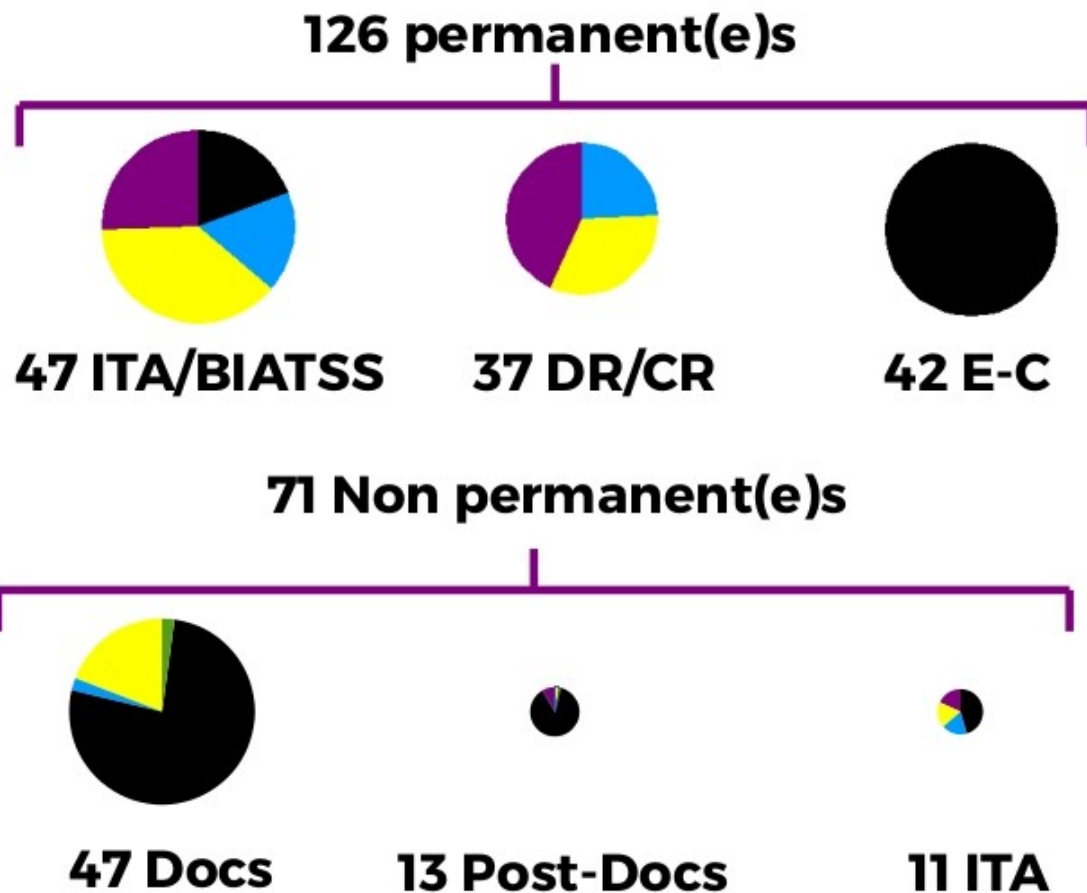 126 permanent(e)s
47 ITA/BIATSS
37 DR/CR
42 E-C
71 Non permanent(e)s
47 Docs
13 Post-Docs
11 ITA